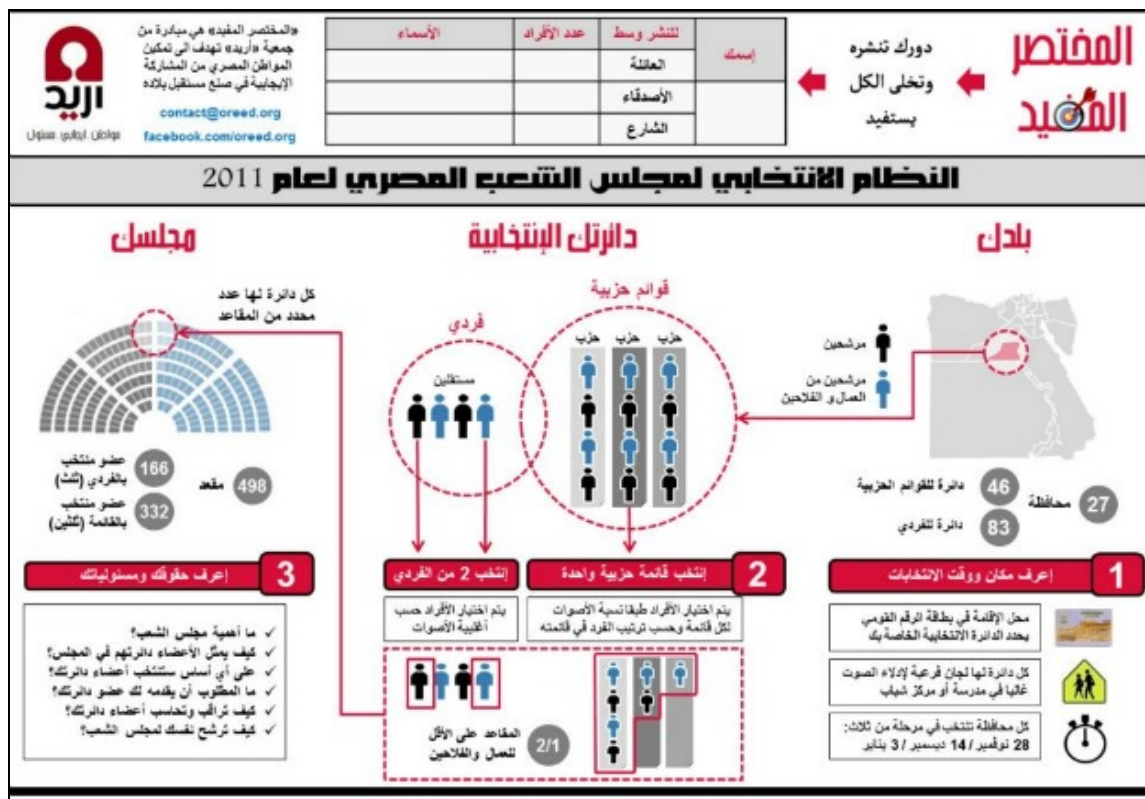 المختصر
المفيد
دورك تنشره
وتخلى الكل
يستفيد
إسمك
للنشر وسط
عدد الأفراد
الأسماء
العائلة
الأصدقاء
الشارع
«المختصر المفيد» هي مبادرة من
جمعية «أريد» تهدف الى تمكين
المواطن المصري من المشاركة
الإيجابية في صنع مستقبل بلاده
contact@oreed.org
facebook.com/oreed.org
أريد
مواطن. ايجابي. مسئول
النظام الانتخابي لمجلس الشعب المصري لعام 2011
بلدك
مرشحين
مرشحين من
العمال و الفلاحين
27 محافظة
46 دائرة للقوائم الحزبية
83 دائرة للفردي
1 إعرف مكان ووقت الانتخابات
محل الإقامة في بطاقة الرقم القومي
يحدد الدائرة الانتخابية الخاصة بك
كل دائرة لها لجان فرعية لإدلاء الصوت
غالبا في مدرسة أو مركز شباب
كل محافظة تنتخب في مرحلة من ثلاث:
28 نوفمبر / 14 ديسمبر / 3 يناير
دائرتك الإنتخابية
قوائم حزبية
حزب حزب حزب
فردي
مستقلين
2 إنتخب قائمة حزبية واحدة
يتم اختيار الأفراد طبقا نسبة الأصوات
لكل قائمة وحسب ترتيب الفرد في قائمته
إنتخب 2 من الفردي
يتم اختيار الأفراد حسب
أغلبية الأصوات
2/1 المقاعد على الأقل
للعمال والفلاحين
مجلسك
كل دائرة لها عدد
محدد من المقاعد
498 مقعد
166 عضو منتخب
بالفردي (ثلث)
332 عضو منتخب
بالقائمة (ثلثين)
3 إعرف حقوقك ومسئولياتك
✓ ما أهمية مجلس الشعب؟
✓ كيف يمثل الأعضاء دائرتهم في المجلس؟
✓ على أي أساس ستنتخب أعضاء دائرتك؟
✓ ما المطلوب أن يقدمه لك عضو دائرتك؟
✓ كيف تراقب وتحاسب أعضاء دائرتك؟
✓ كيف ترشح نفسك لمجلس الشعب؟